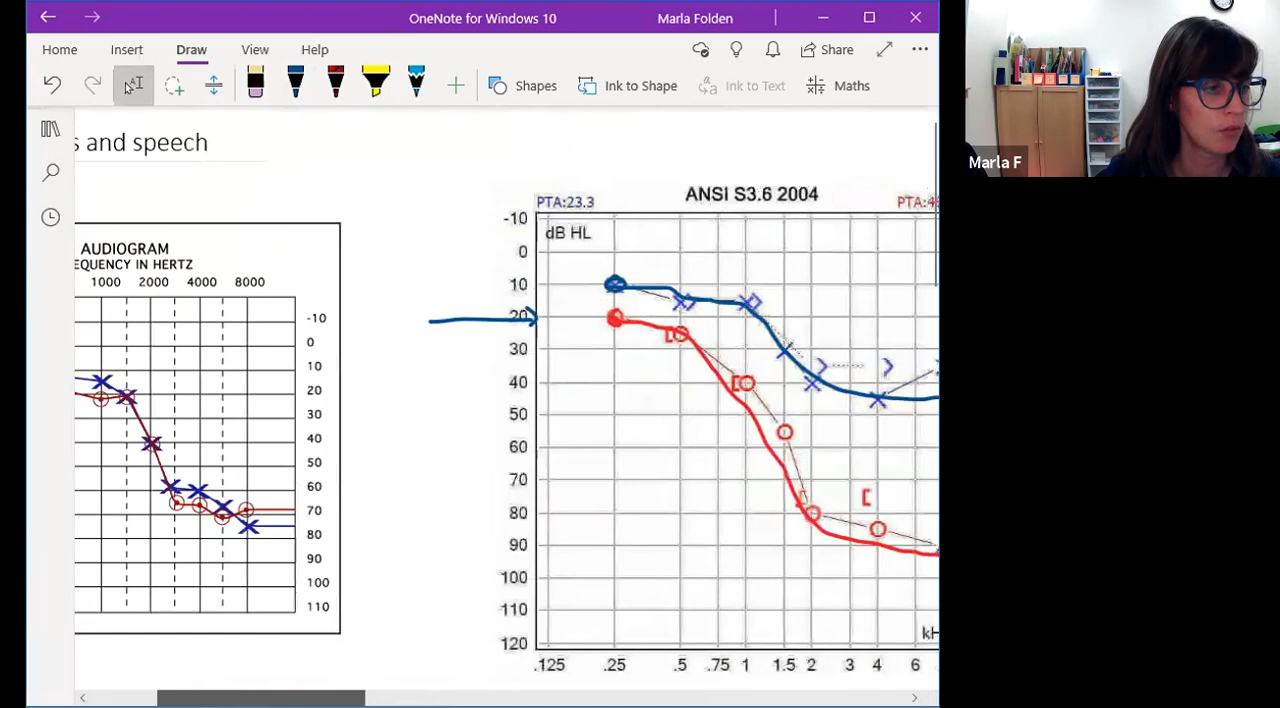 OneNote for Windows 10
Marla Folden
Home Insert Draw View Help
Share
Shapes
Ink to Shape
Ink to Text
Maths
s and speech
Marla F
AUDIOGRAM
EQUENCY IN HERTZ
1000 2000 4000 8000
-10
0
10
20
30
40
50
60
70
80
90
100
110
ANSI S3.6 2004
PTA:23.3
dB HL
-10
0
10
20
30
40
50
60
70
80
90
100
110
120
.125 .25 .5 .75 1 1.5 2 3 4 6